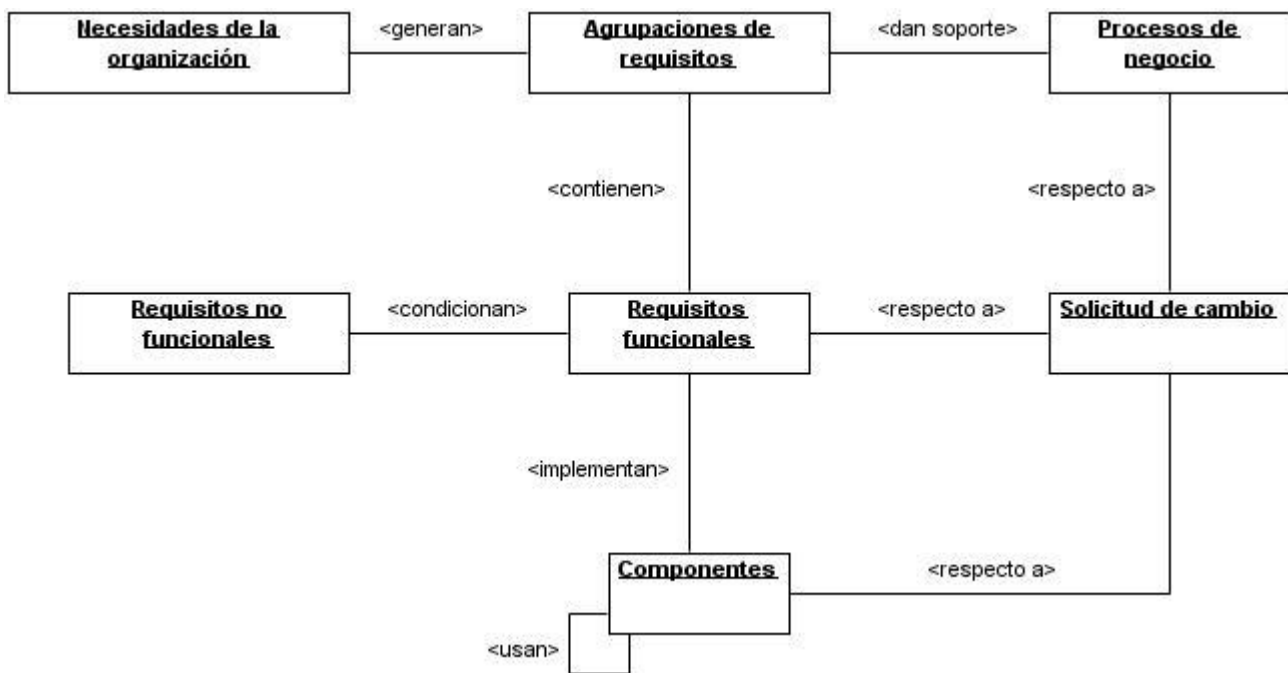 Necesidades de la
organización
<generan>
Agrupaciones de
requisitos
<dan soporte>
Procesos de
negocio
<contienen>
<respecto a>
Requisitos no
funcionales
<condicionan>
Requisitos
funcionales
<respecto a>
Solicitud de cambio
<implementan>
Componentes
<respecto a>
<usan>